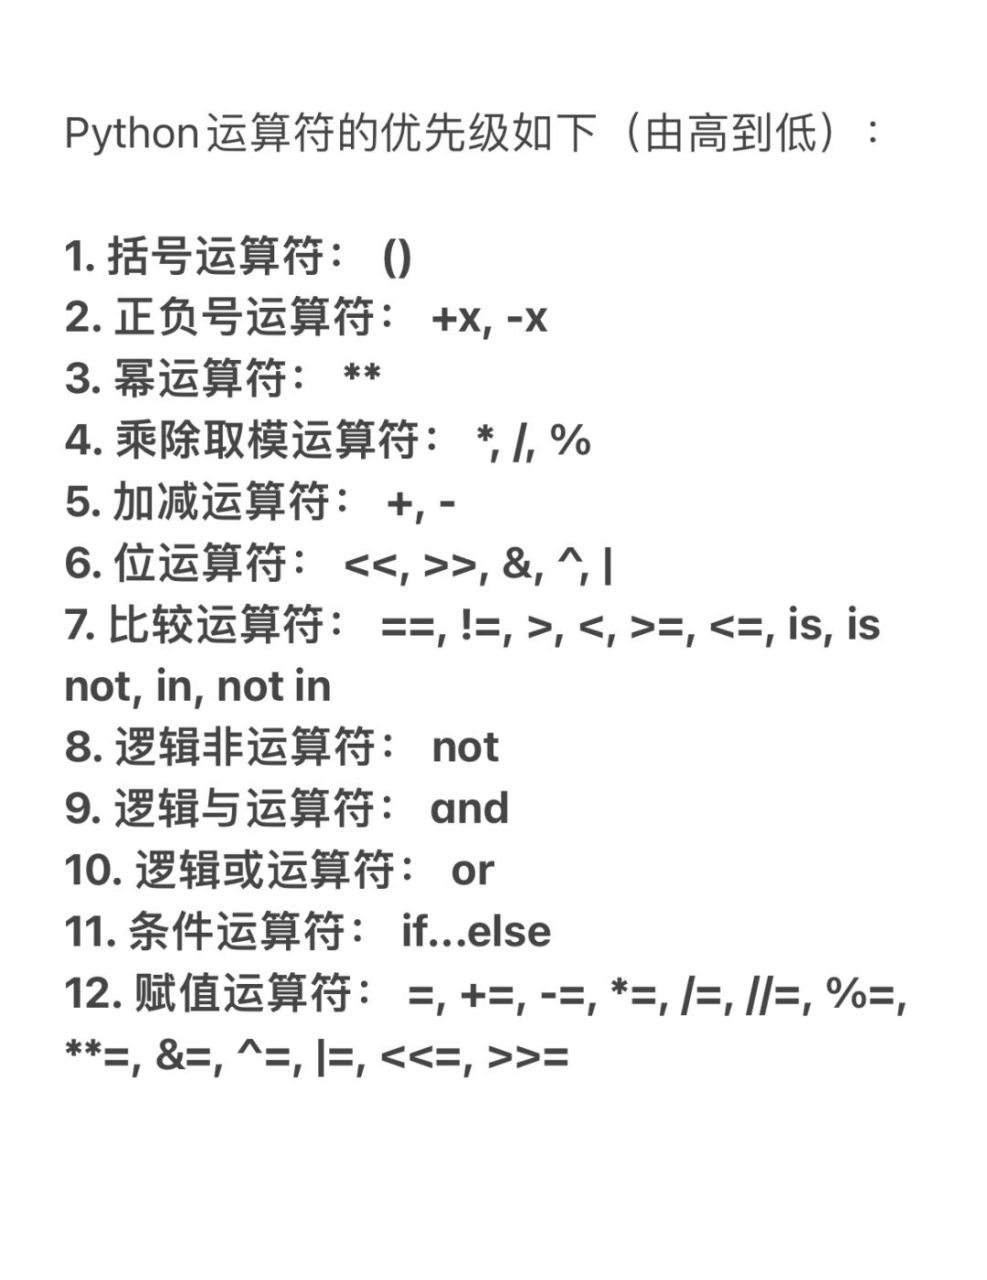 Python运算符的优先级如下（由高到低）：
1. 括号运算符： ()
2. 正负号运算符： +x, -x
3. 幂运算符： **
4. 乘除取模运算符： *, /, %
5. 加减运算符： +, -
6. 位运算符： <<, >>, &, ^, |
7. 比较运算符： ==, !=, >, <, >=, <=, is, is
not, in, not in
8. 逻辑非运算符： not
9. 逻辑与运算符： and
10. 逻辑或运算符： or
11. 条件运算符： if...else
12. 赋值运算符： =, +=, -=, *=, /=, //=, %=,
**=, &=, ^=, |=, <<=, >>=